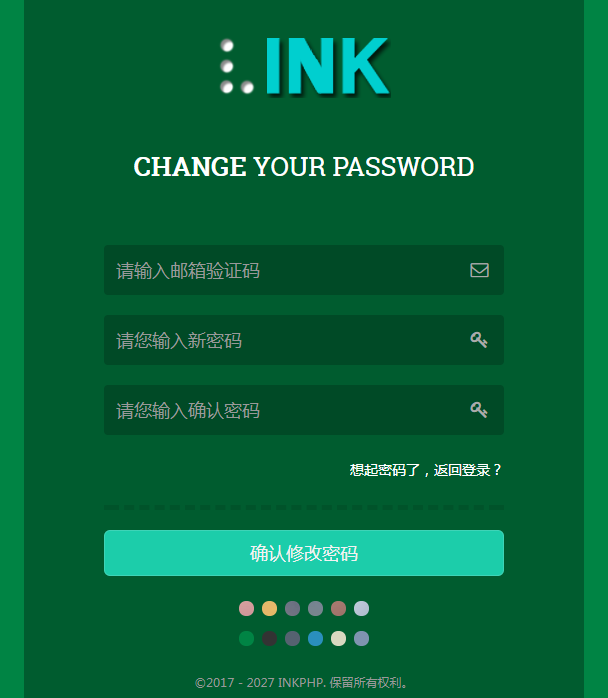 INK
CHANGE YOUR PASSWORD
请输入邮箱验证码
请您输入新密码
请您输入确认密码
想起密码了，返回登录？
确认修改密码
©2017 - 2027 INKPHP. 保留所有权利。